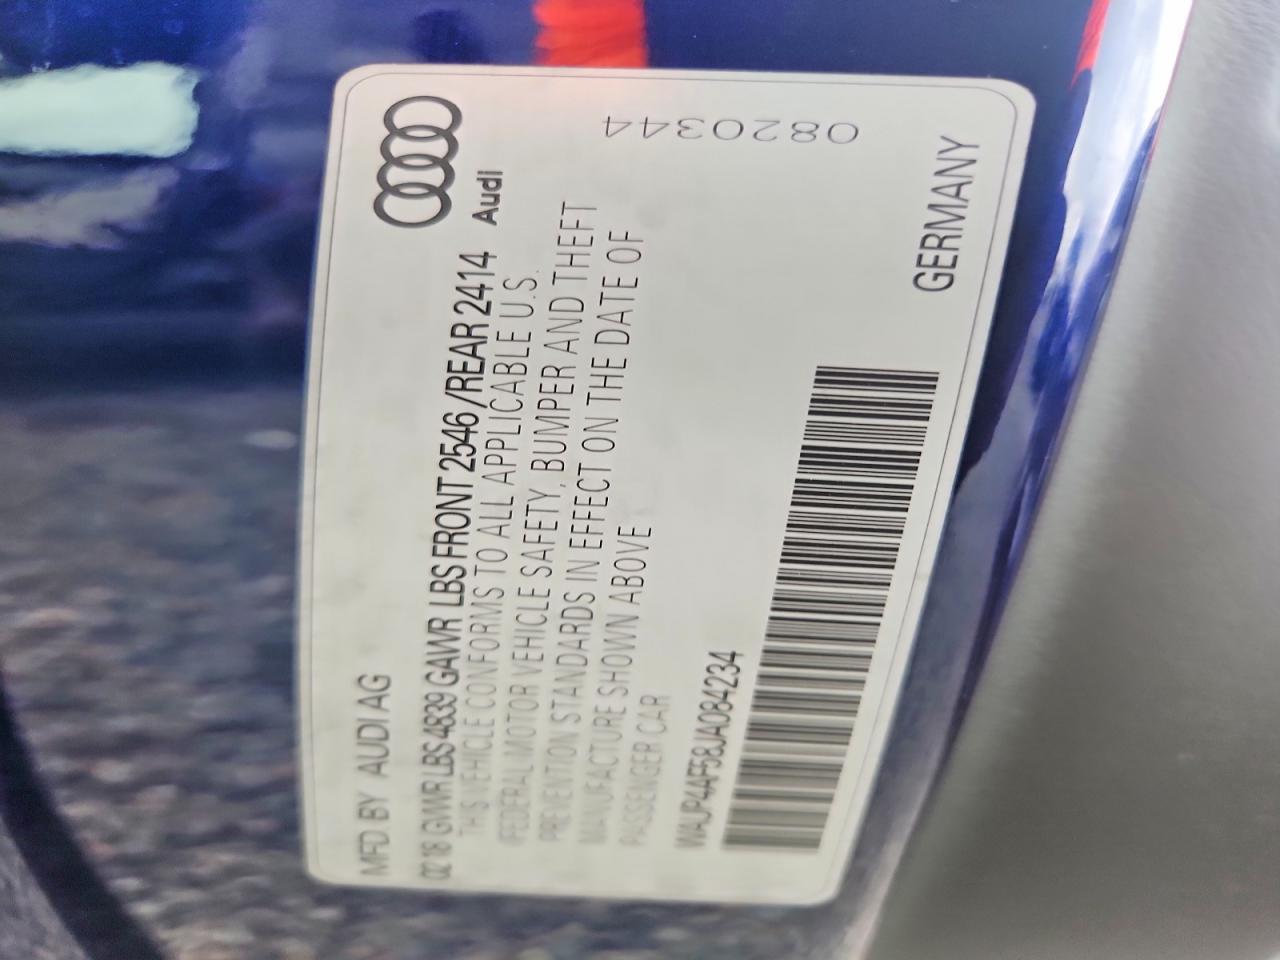 MFD BY AUDI AG
02 18 GVWR LBS 4839 GAWR LBS FRONT 2546 /REAR 2414
Audi
THIS VEHICLE CONFORMS TO ALL APPLICABLE U.S.
FEDERAL MOTOR VEHICLE SAFETY, BUMPER AND THEFT
PREVENTION STANDARDS IN EFFECT ON THE DATE OF
MANUFACTURE SHOWN ABOVE
PASSENGER CAR
WAUP4AF58JA084234
0820344
GERMANY